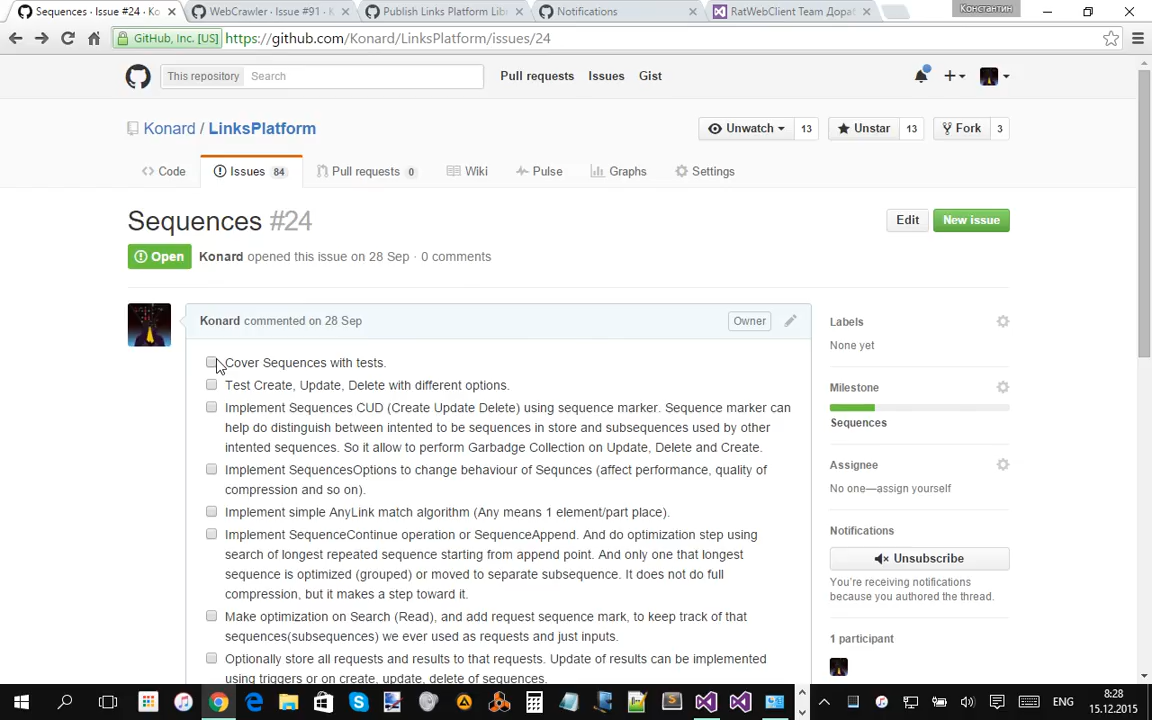 Sequences · Issue #24 · Ko
WebCrawler · Issue #91 · K
Publish Links Platform Lib
Notifications
RatWebClient Team Дораб
Константин
GitHub, Inc. [US]
https://github.com/Konard/LinksPlatform/issues/24
This repository
Search
Pull requests
Issues
Gist
Konard / LinksPlatform
Unwatch 13
Unstar 13
Fork 3
Code
Issues 84
Pull requests 0
Wiki
Pulse
Graphs
Settings
Sequences #24
Edit
New issue
Open
Konard opened this issue on 28 Sep · 0 comments
Konard commented on 28 Sep
Owner
Cover Sequences with tests.
Test Create, Update, Delete with different options.
Implement Sequences CUD (Create Update Delete) using sequence marker. Sequence marker can
help do distinguish between intented to be sequences in store and subsequences used by other
intented sequences. So it allow to perform Garbadge Collection on Update, Delete and Create.
Implement SequencesOptions to change behaviour of Sequnces (affect performance, quality of
compression and so on).
Implement simple AnyLink match algorithm (Any means 1 element/part place).
Implement SequenceContinue operation or SequenceAppend. And do optimization step using
search of longest repeated sequence starting from append point. And only one that longest
sequence is optimized (grouped) or moved to separate subsequence. It does not do full
compression, but it makes a step toward it.
Make optimization on Search (Read), and add request sequence mark, to keep track of that
sequences(subsequences) we ever used as requests and just inputs.
Optionally store all requests and results to that requests. Update of results can be implemented
using triggers or on create, update, delete of sequences.
Labels
None yet
Milestone
Sequences
Assignee
No one—assign yourself
Notifications
Unsubscribe
You're receiving notifications
because you authored the thread.
1 participant
ENG
8:28
15.12.2015